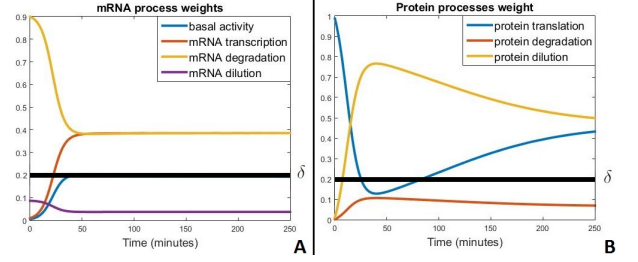 mRNA process weights
0.9
0.8
0.7
0.6
0.5
0.4
0.3
0.2
0.1
0
0 50 100 150 200 250
Time (minutes)
basal activity
mRNA transcription
mRNA degradation
mRNA dilution
δ
A
Protein processes weight
1
0.9
0.8
0.7
0.6
0.5
0.4
0.3
0.2
0.1
0
0 50 100 150 200 250
Time (minutes)
protein translation
protein degradation
protein dilution
δ
B